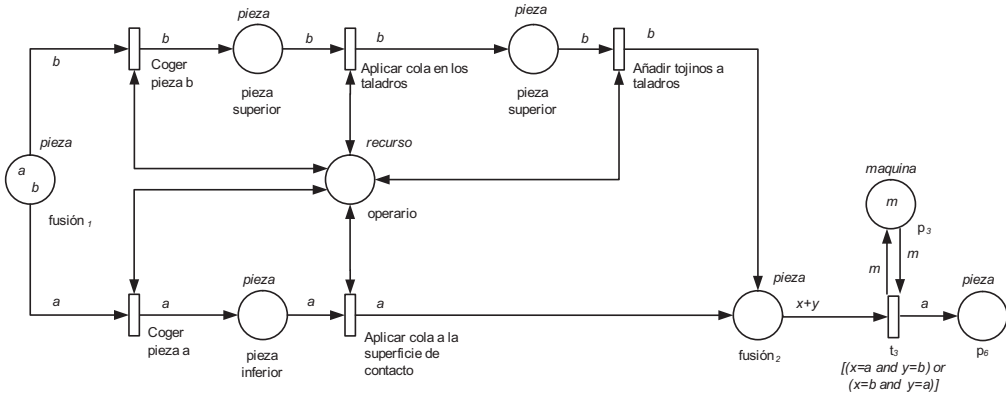 pieza
pieza
b
b
b
b
b
b
Coger
pieza b
pieza
superior
Aplicar cola en los
taladros
pieza
superior
Añadir tojinos a
taladros
pieza
a
b
fusión 1
recurso
operario
maquina
m
p3
m
m
a
a
pieza
a
a
Coger
pieza a
pieza
inferior
Aplicar cola a la
superficie de
contacto
pieza
x+y
fusión2
a
pieza
t3
p6
[(x=a and y=b) or
(x=b and y=a)]